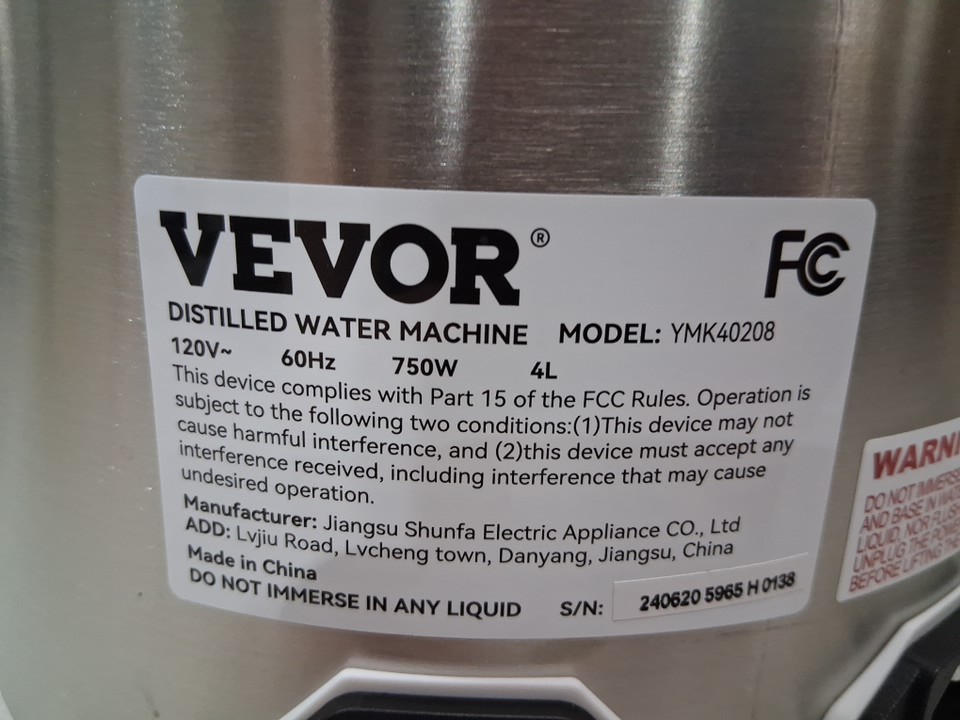 VEVOR®
FC
DISTILLED WATER MACHINE MODEL: YMK40208
120V~ 60Hz 750W 4L
This device complies with Part 15 of the FCC Rules. Operation is
subject to the following two conditions:(1)This device may not
cause harmful interference, and (2)this device must accept any
interference received, including interference that may cause
undesired operation.
Manufacturer: Jiangsu Shunfa Electric Appliance CO., Ltd
ADD: Lvjiu Road, Lvcheng town, Danyang, Jiangsu, China
Made in China
DO NOT IMMERSE IN ANY LIQUID S/N: 240620 5965 H 0138
DO NOT IMMERSE
AND BASE IN
LIQUID, NOR
UNPLUG THE
BEFORE LIFTING